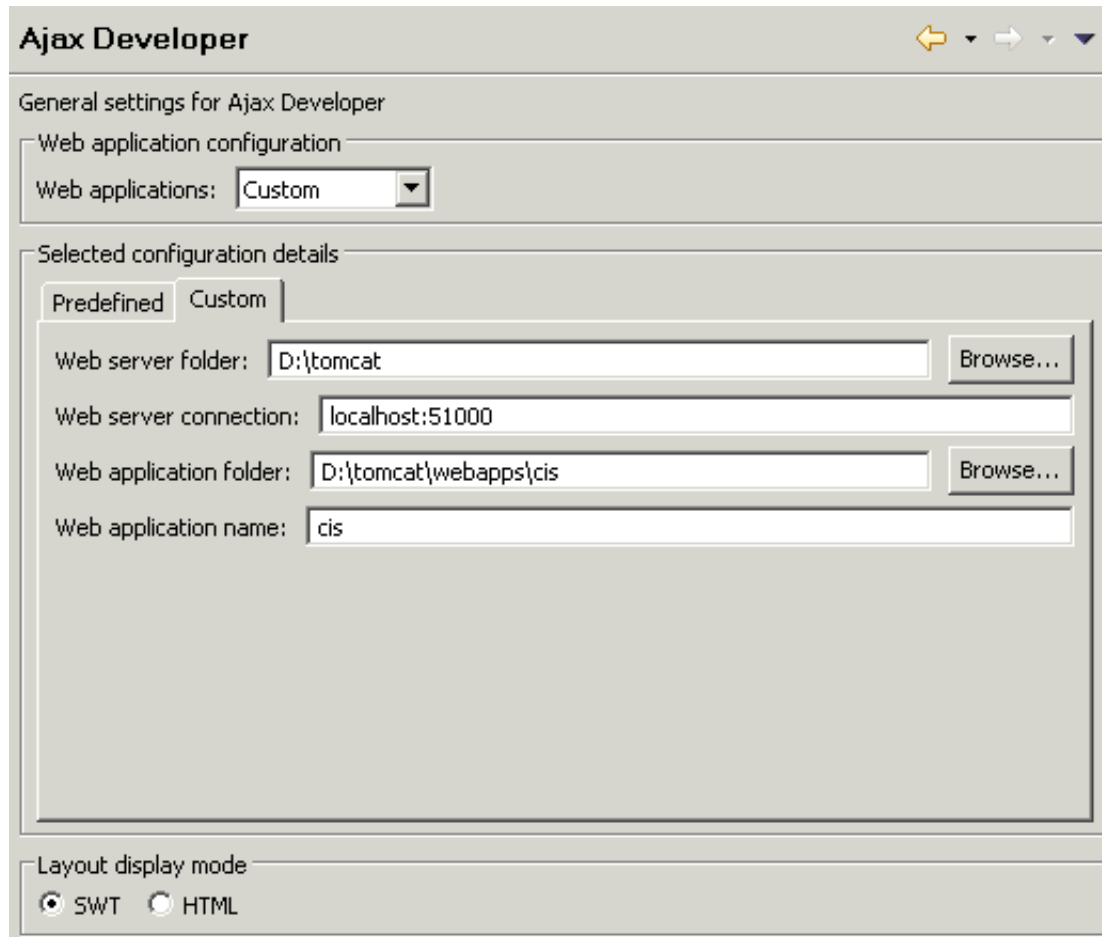 Ajax Developer
General settings for Ajax Developer
Web application configuration
Web applications: Custom
Selected configuration details
Predefined Custom
Web server folder: D:\tomcat Browse...
Web server connection: localhost:51000
Web application folder: D:\tomcat\webapps\cis Browse...
Web application name: cis
Layout display mode
SWT HTML